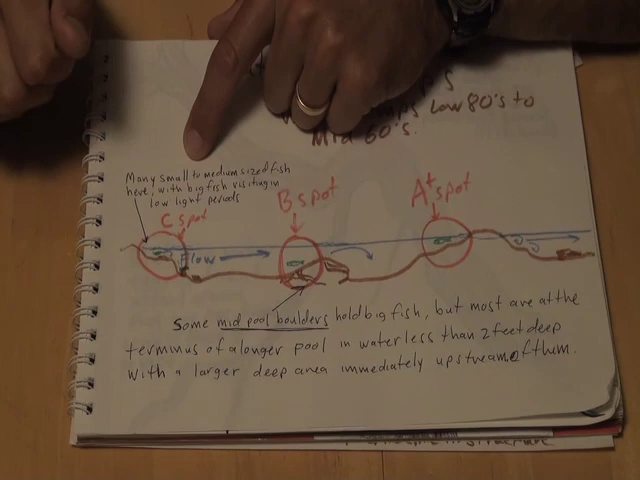 Low 80's to
Mid 60's.
Many small to medium sized fish
here, with big fish visiting in
low light periods
C spot
B spot
A+ spot
Flow
Some mid pool boulders hold big fish, but most are at the
terminus of a longer pool in water less than 2 feet deep
with a larger deep area immediately upstream of them.